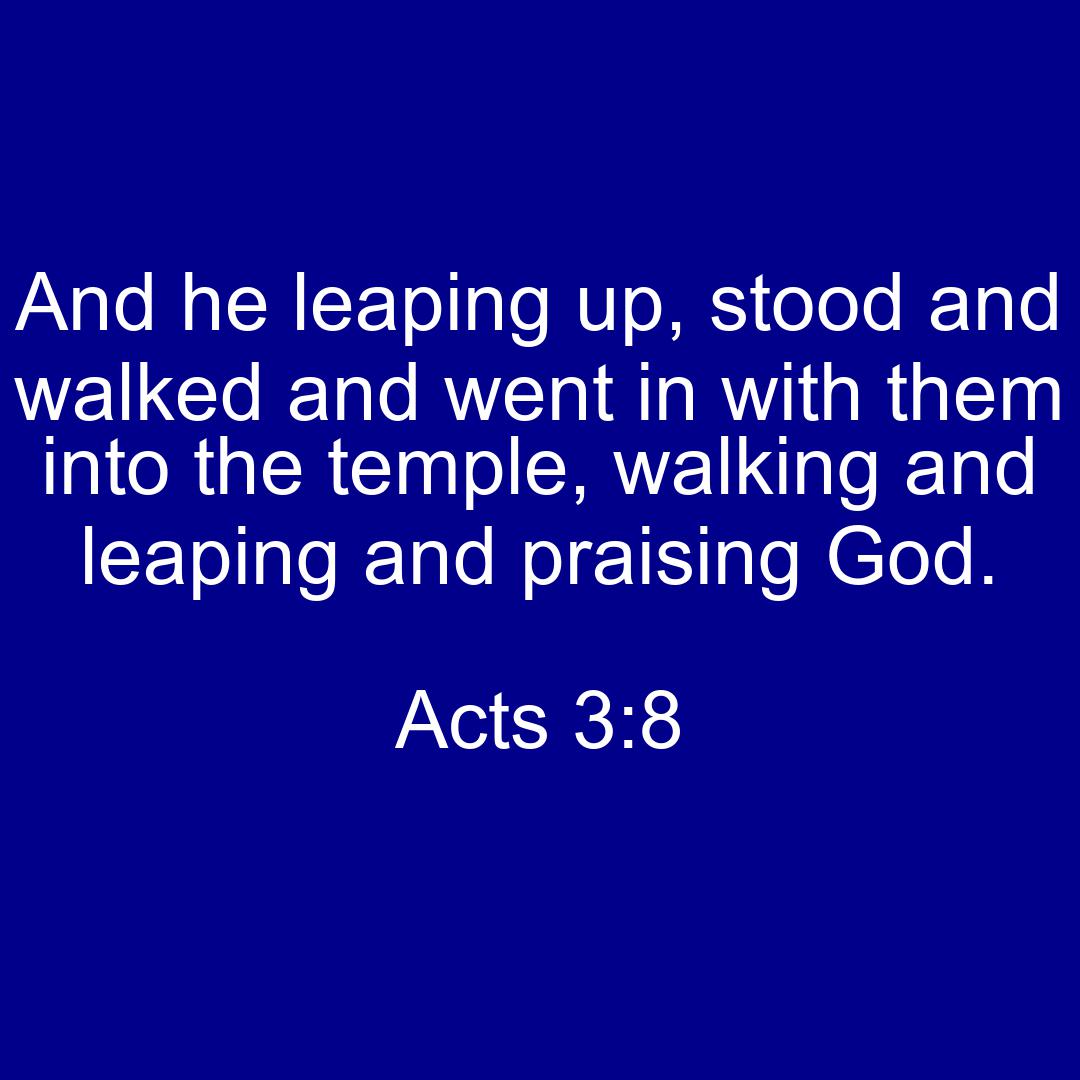 And he leaping up, stood and
walked and went in with them
into the temple, walking and
leaping and praising God.
Acts 3:8